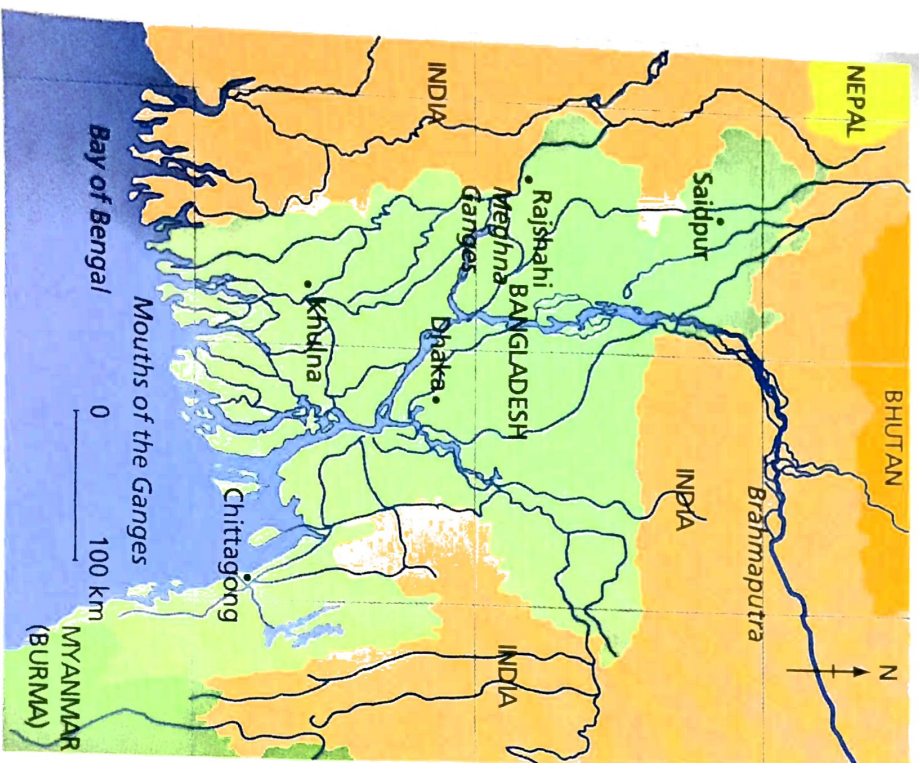 NEPAL
BHUTAN
N
Saidpur
Brahmaputra
INDIA
INDIA
Rajshahi
BANGLADESH
Meghna
Ganges
INDIA
INDIA
Dhaka
Khulna
Chittagong
Mouths of the Ganges
Bay of Bengal
0 100 km
MYANMAR
(BURMA)